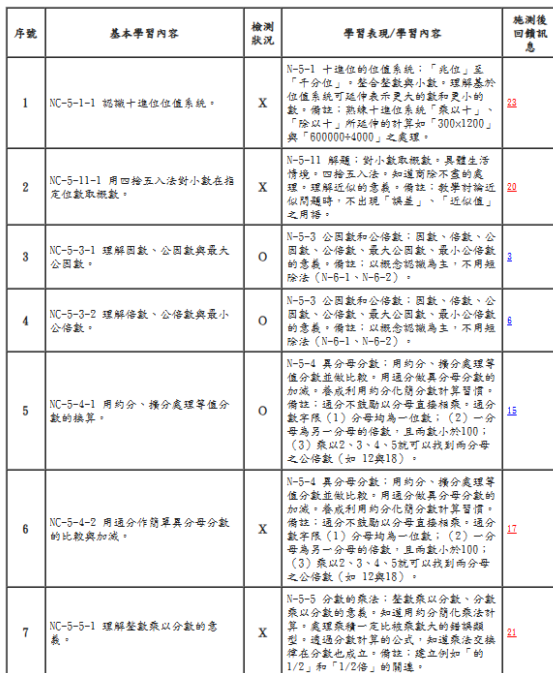 序號
基本學習內容
檢測
狀況
學習表現/學習內容
施測後
回饋訊
息
1
NC-5-1-1 認識十進位位值系統。
X
N-5-1 十進位的位值系統：「兆位」至
「千分位」。整合整數與小數。理解基於
位值系統可延伸表示更大的數和更小的
數。備註：熟練十進位系統「乘以十」、
「除以十」所延伸的計算如「300×1200」
與「600000÷4000」之處理。
23
2
NC-5-11-1 用四捨五入法對小數在指
定位數取概數。
X
N-5-11 解題：對小數取概數。具體生活
情境。四捨五入法。知道商除不盡的處
理。理解近似的意義。備註：教學討論近
似問題時，不出現「誤差」、「近似值」
之用語。
20
3
NC-5-3-1 理解因數、公因數與最大
公因數。
O
N-5-3 公因數和公倍數：因數、倍數、公
因數、公倍數、最大公因數、最小公倍數
的意義。備註：以概念認識為主，不用短
除法（N-6-1、N-6-2）。
3
4
NC-5-3-2 理解倍數、公倍數與最小
公倍數。
O
N-5-3 公因數和公倍數：因數、倍數、公
因數、公倍數、最大公因數、最小公倍數
的意義。備註：以概念認識為主，不用短
除法（N-6-1、N-6-2）。
6
5
NC-5-4-1 用約分、擴分處理等值分
數的換算。
O
N-5-4 異分母分數：用約分、擴分處理等
值分數並做比較。用通分做異分母分數的
加減。養成利用約分化簡分數計算習慣。
備註：通分不鼓勵以分母直接相乘。通分
數字限（1）分母均為一位數；（2）一分
母為另一分母的倍數，且兩數小於100；
（3）乘以2、3、4、5就可以找到兩分母
之公倍數（如 12與18）。
15
6
NC-5-4-2 用通分作簡單異分母分數
的比較與加減。
X
N-5-4 異分母分數：用約分、擴分處理等
值分數並做比較。用通分做異分母分數的
加減。養成利用約分化簡分數計算習慣。
備註：通分不鼓勵以分母直接相乘。通分
數字限（1）分母均為一位數；（2）一分
母為另一分母的倍數，且兩數小於100；
（3）乘以2、3、4、5就可以找到兩分母
之公倍數（如 12與18）。
17
7
NC-5-5-1 理解整數乘以分數的意
義。
X
N-5-5 分數的乘法：整數乘以分數、分數
乘以分數的意義。知道用約分簡化乘法計
算。處理乘積一定比被乘數大的錯誤類
型。透過分數計算的公式，知道乘法交換
律在分數也成立。備註：建立例如「的
1/2」和「1/2倍」的關連。
21